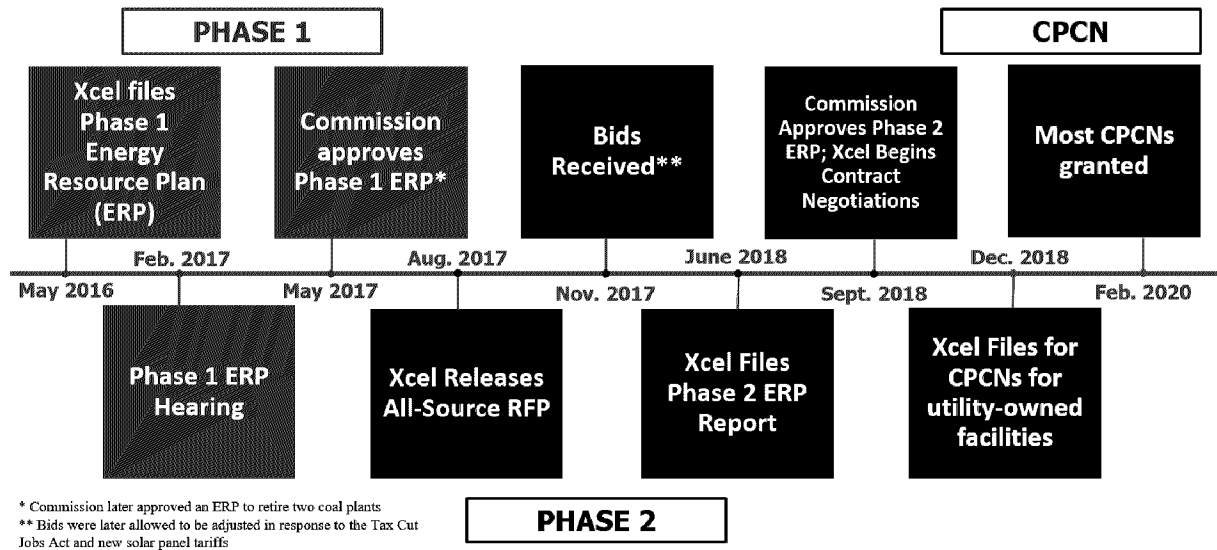 PHASE 1
CPCN
Xcel files
Phase 1
Energy
Resource Plan
(ERP)
Commission
approves
Phase 1 ERP*
Bids
Received**
Commission
Approves Phase 2
ERP; Xcel Begins
Contract
Negotiations
Most CPCNs
granted
Feb. 2017
Aug. 2017
June 2018
Dec. 2018
May 2016
May 2017
Nov. 2017
Sept. 2018
Feb. 2020
Phase 1 ERP
Hearing
Xcel Releases
All-Source RFP
Xcel Files
Phase 2 ERP
Report
Xcel Files for
CPCNs for
utility-owned
facilities
* Commission later approved an ERP to retire two coal plants
** Bids were later allowed to be adjusted in response to the Tax Cut
Jobs Act and new solar panel tariffs
PHASE 2